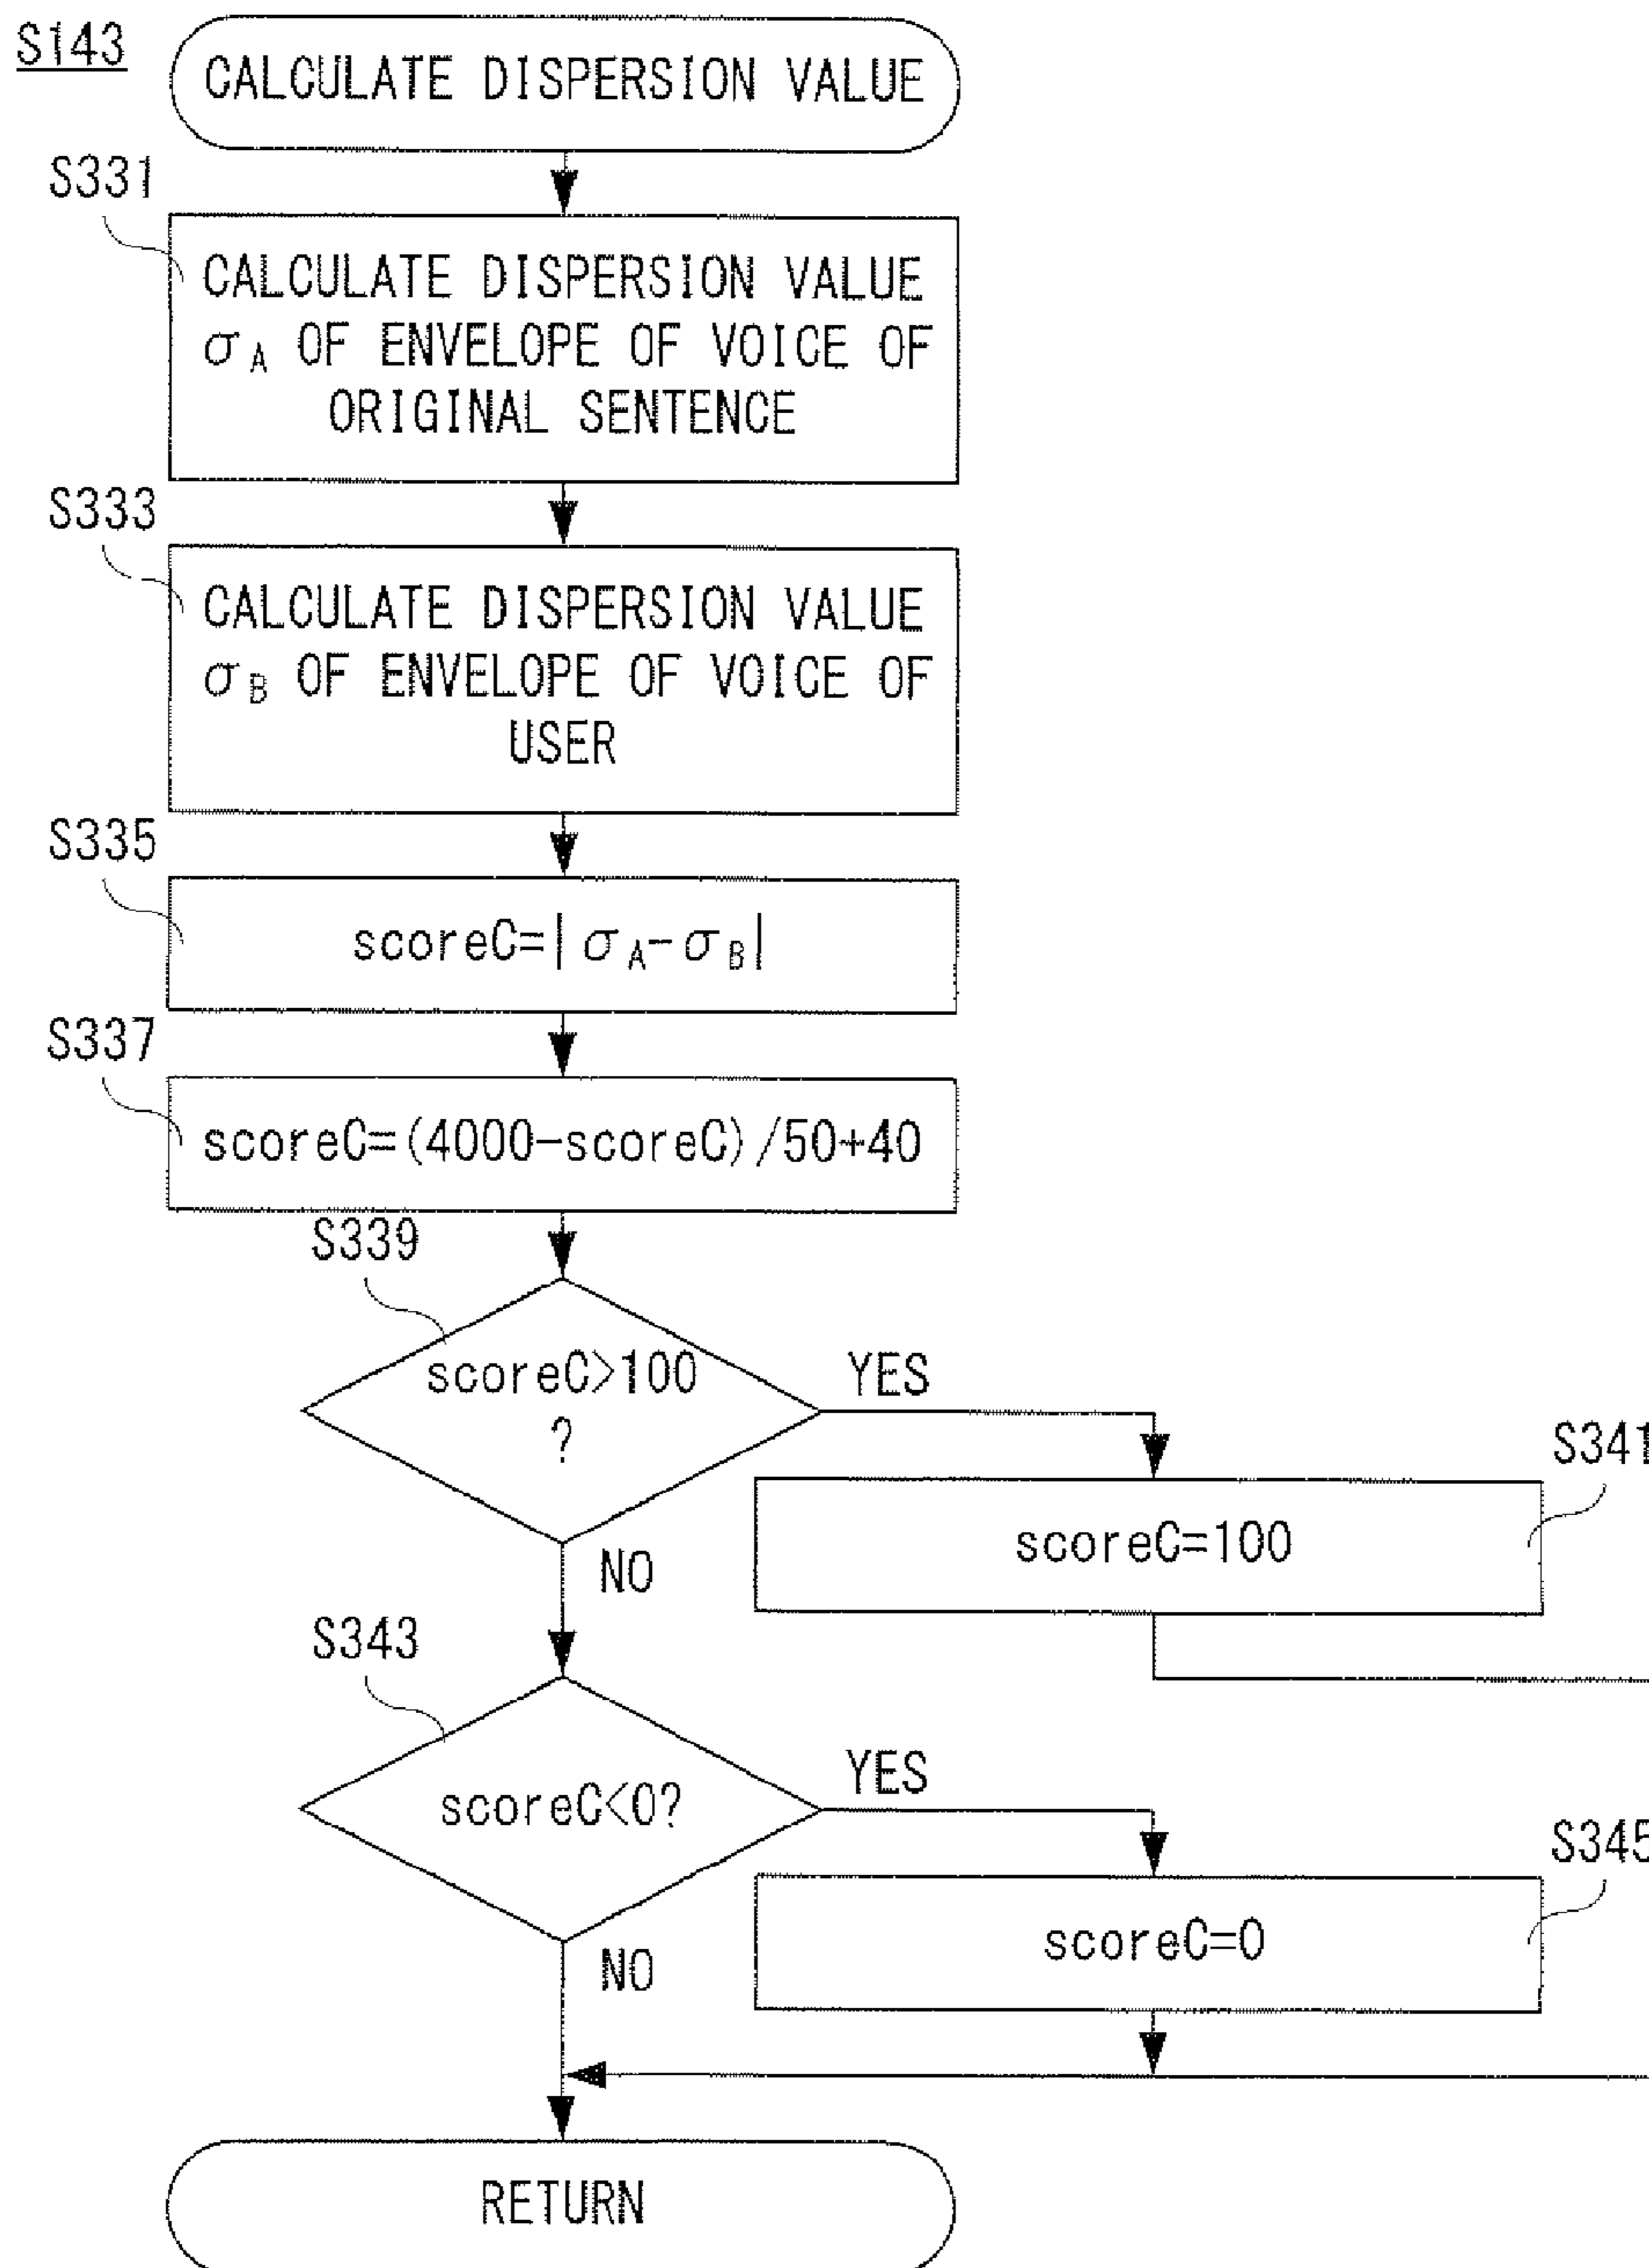 S143
CALCULATE DISPERSION VALUE
S331
CALCULATE DISPERSION VALUE
σA OF ENVELOPE OF VOICE OF
ORIGINAL SENTENCE
S333
CALCULATE DISPERSION VALUE
σB OF ENVELOPE OF VOICE OF
USER
S335
scoreC=|σA-σB|
S337
scoreC=(4000-scoreC)/50+40
S339
scoreC>100
?
YES
S341
scoreC=100
NO
S343
scoreC<0?
YES
S345
scoreC=0
NO
RETURN